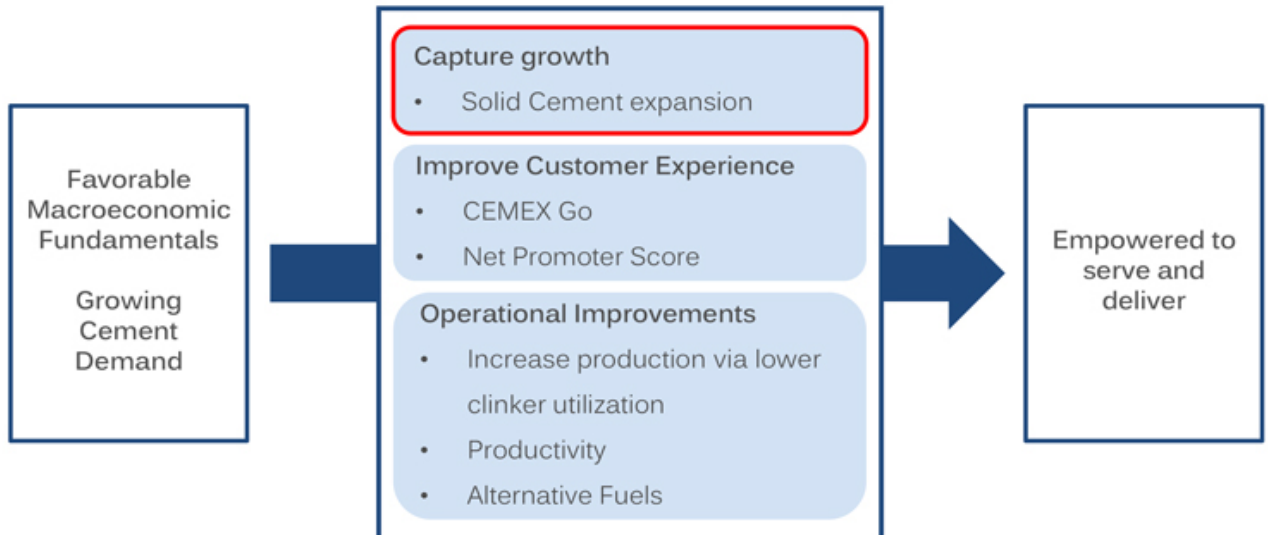 Favorable
Macroeconomic
Fundamentals
Growing
Cement
Demand
Capture growth
• Solid Cement expansion
Improve Customer Experience
• CEMEX Go
• Net Promoter Score
Operational Improvements
• Increase production via lower
clinker utilization
• Productivity
• Alternative Fuels
Empowered to
serve and
deliver